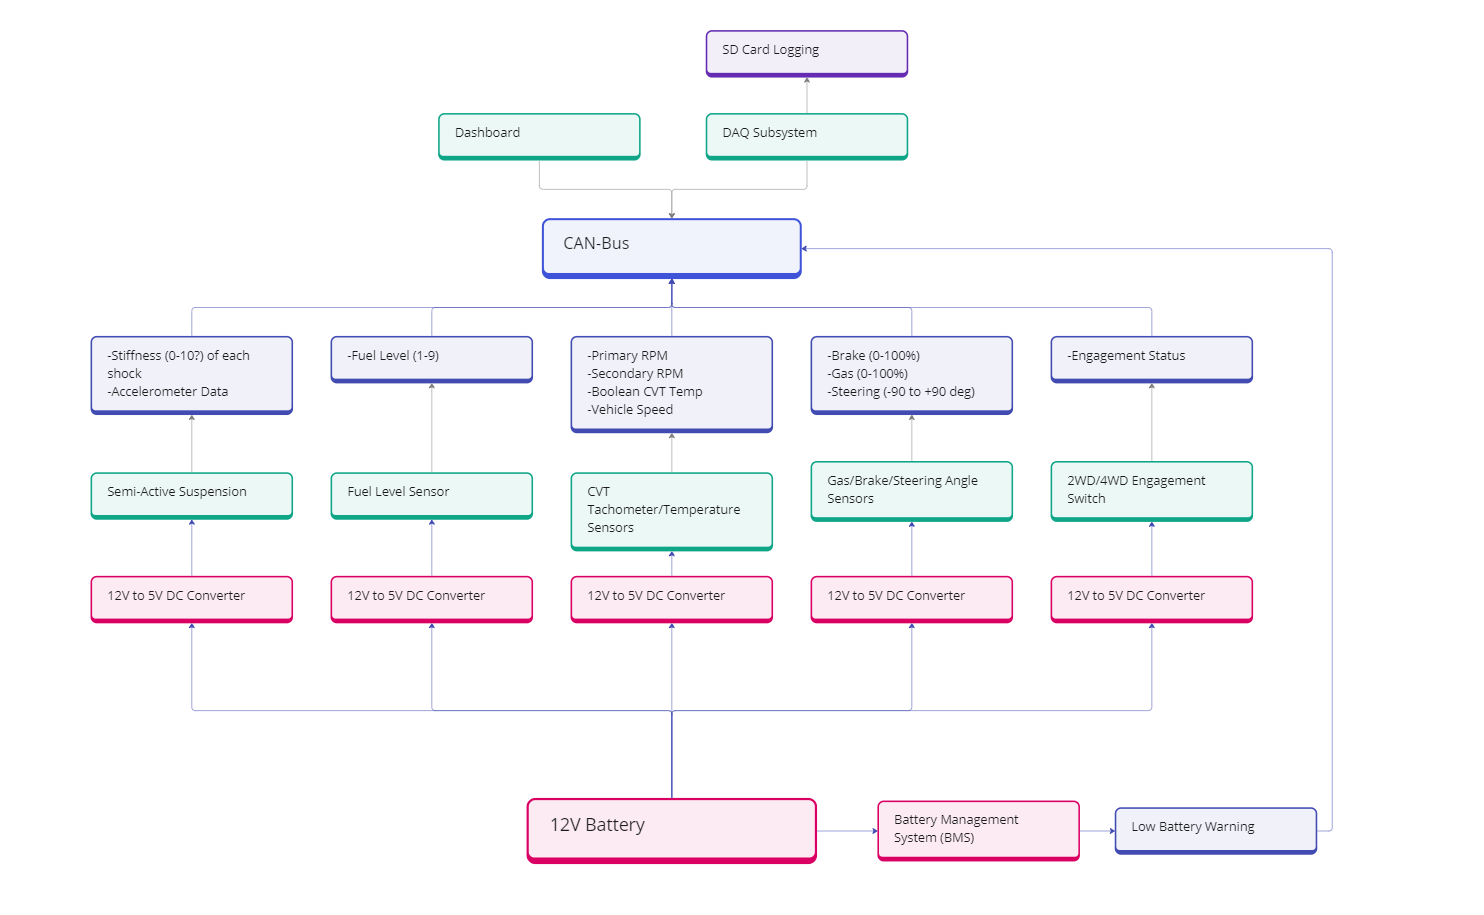 SD Card Logging
Dashboard
DAQ Subsystem
CAN-Bus
-Stiffness (0-10?) of each
shock
-Accelerometer Data
-Fuel Level (1-9)
-Primary RPM
-Secondary RPM
-Boolean CVT Temp
-Vehicle Speed
-Brake (0-100%)
-Gas (0-100%)
-Steering (-90 to +90 deg)
-Engagement Status
Semi-Active Suspension
Fuel Level Sensor
CVT
Tachometer/Temperature
Sensors
Gas/Brake/Steering Angle
Sensors
2WD/4WD Engagement
Switch
12V to 5V DC Converter
12V to 5V DC Converter
12V to 5V DC Converter
12V to 5V DC Converter
12V to 5V DC Converter
12V Battery
Battery Management
System (BMS)
Low Battery Warning